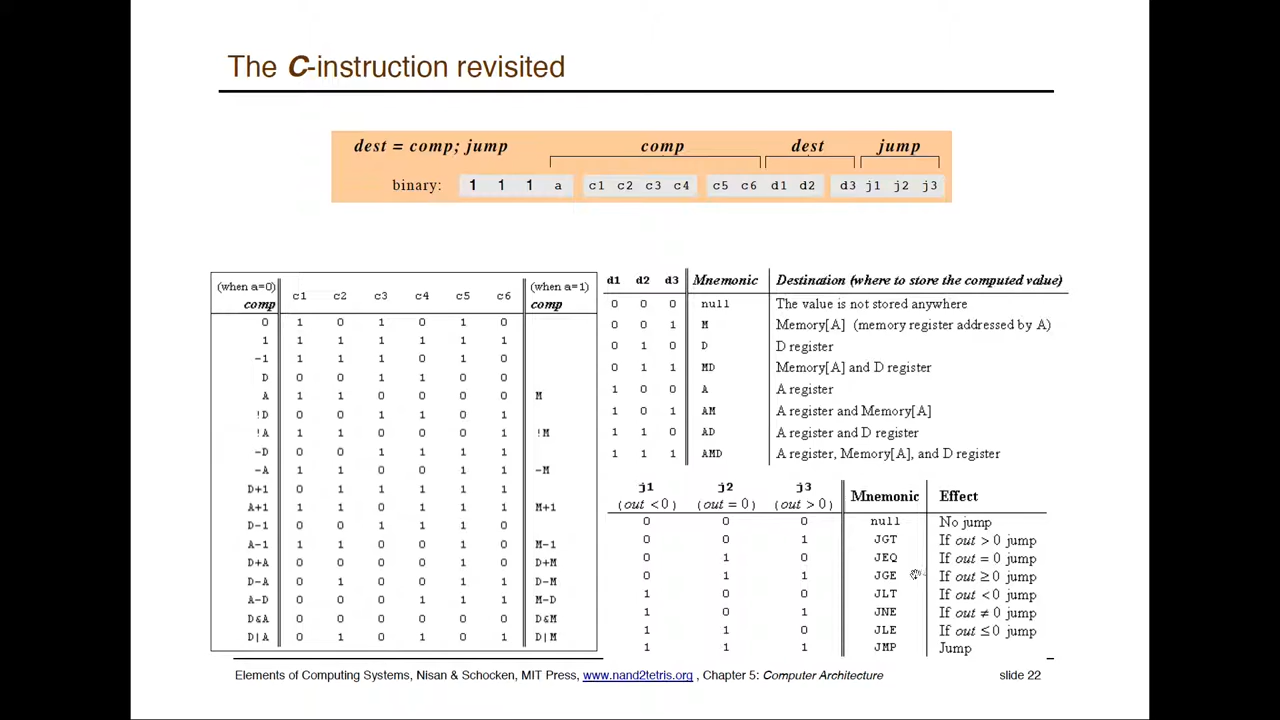 The C-instruction revisited
dest = comp; jump comp dest jump
binary: 1 1 1 a c1 c2 c3 c4 c5 c6 d1 d2 d3 j1 j2 j3
(when a=0) comp c1 c2 c3 c4 c5 c6 (when a=1) comp
0 1 0 1 0 1 0
1 1 1 1 1 1 1
-1 1 1 1 0 1 0
D 0 0 1 1 0 0
A 1 1 0 0 0 0 M
!D 0 0 1 1 0 1
!A 1 1 0 0 0 1 !M
-D 0 0 1 1 1 1
-A 1 1 0 0 1 1 -M
D+1 0 1 1 1 1 1
A+1 1 1 0 1 1 1 M+1
D-1 0 0 1 1 1 0
A-1 1 1 0 0 1 0 M-1
D+A 0 0 0 0 1 0 D+M
D-A 0 1 0 0 1 1 D-M
A-D 0 0 0 1 1 1 M-D
D&A 0 0 0 0 0 0 D&M
D|A 0 1 0 1 0 1 D|M
d1 d2 d3 Mnemonic Destination (where to store the computed value)
0 0 0 null The value is not stored anywhere
0 0 1 M Memory[A] (memory register addressed by A)
0 1 0 D D register
0 1 1 MD Memory[A] and D register
1 0 0 A A register
1 0 1 AM A register and Memory[A]
1 1 0 AD A register and D register
1 1 1 AMD A register, Memory[A], and D register
j1 j2 j3 Mnemonic Effect
(out < 0) (out = 0) (out > 0)
0 0 0 null No jump
0 0 1 JGT If out > 0 jump
0 1 0 JEQ If out = 0 jump
0 1 1 JGE If out ≥ 0 jump
1 0 0 JLT If out < 0 jump
1 0 1 JNE If out ≠ 0 jump
1 1 0 JLE If out ≤ 0 jump
1 1 1 JMP Jump
Elements of Computing Systems, Nisan & Schocken, MIT Press, www.nand2tetris.org , Chapter 5: Computer Architecture slide 22